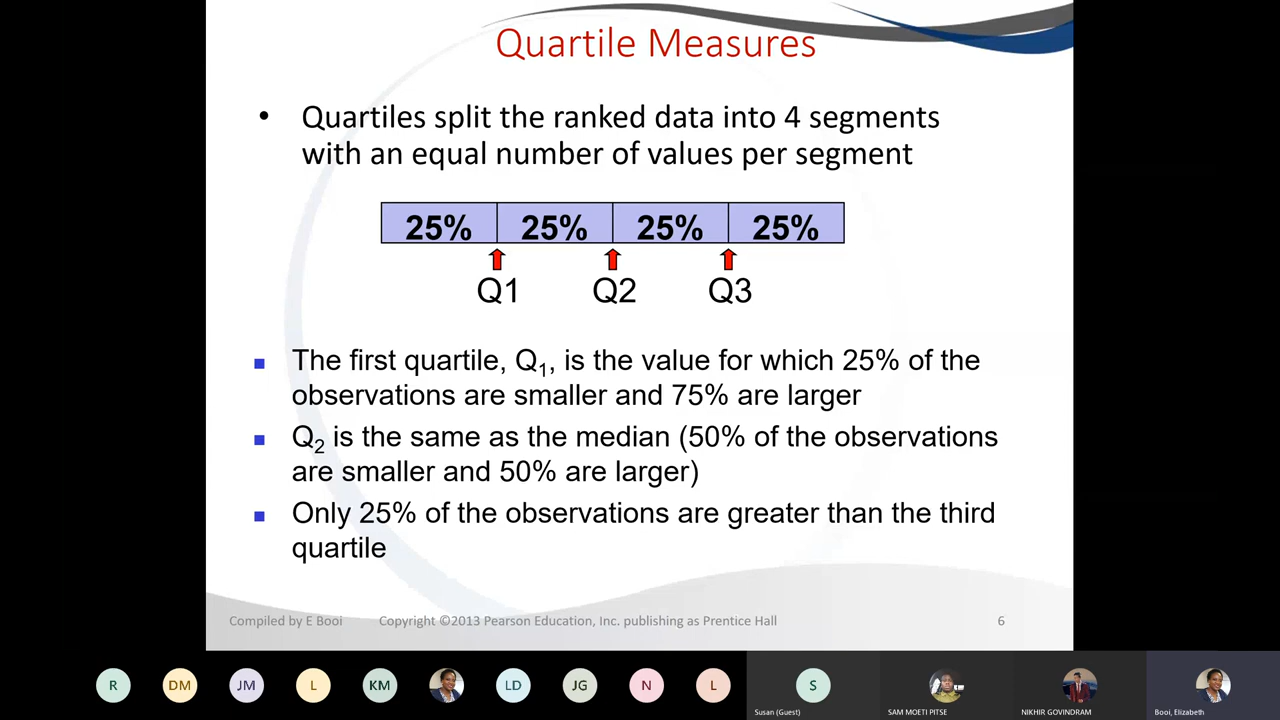 Quartile Measures
• Quartiles split the ranked data into 4 segments
with an equal number of values per segment
25% 25% 25% 25%
Q1 Q2 Q3
The first quartile, Q1, is the value for which 25% of the
observations are smaller and 75% are larger
Q2 is the same as the median (50% of the observations
are smaller and 50% are larger)
Only 25% of the observations are greater than the third
quartile
Compiled by E Booi Copyright ©2013 Pearson Education, Inc. publishing as Prentice Hall 6
R DM JM L KM LD JG N L S
Susan (Guest) SAM MOETI PITSE NIKHIR GOVINDRAM Booi, Elizabeth